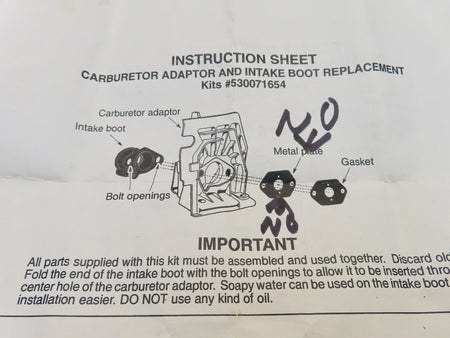 INSTRUCTION SHEET
CARBURETOR ADAPTOR AND INTAKE BOOT REPLACEMENT
Kits #530071654
Carburetor adaptor
Intake boot
NEO
Metal plate
Gasket
Bolt openings
NO
IMPORTANT
All parts supplied with this kit must be assembled and used together. Discard old
Fold the end of the intake boot with the bolt openings to allow it to be inserted thro
center hole of the carburetor adaptor. Soapy water can be used on the intake boot
installation easier. DO NOT use any kind of oil.